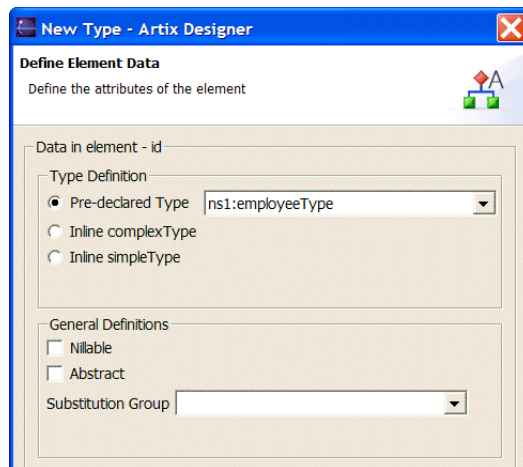 New Type - Artix Designer
Define Element Data
Define the attributes of the element
A
Data in element - id
Type Definition
Pre-declared Type ns1:employeeType
Inline complexType
Inline simpleType
General Definitions
Nillable
Abstract
Substitution Group